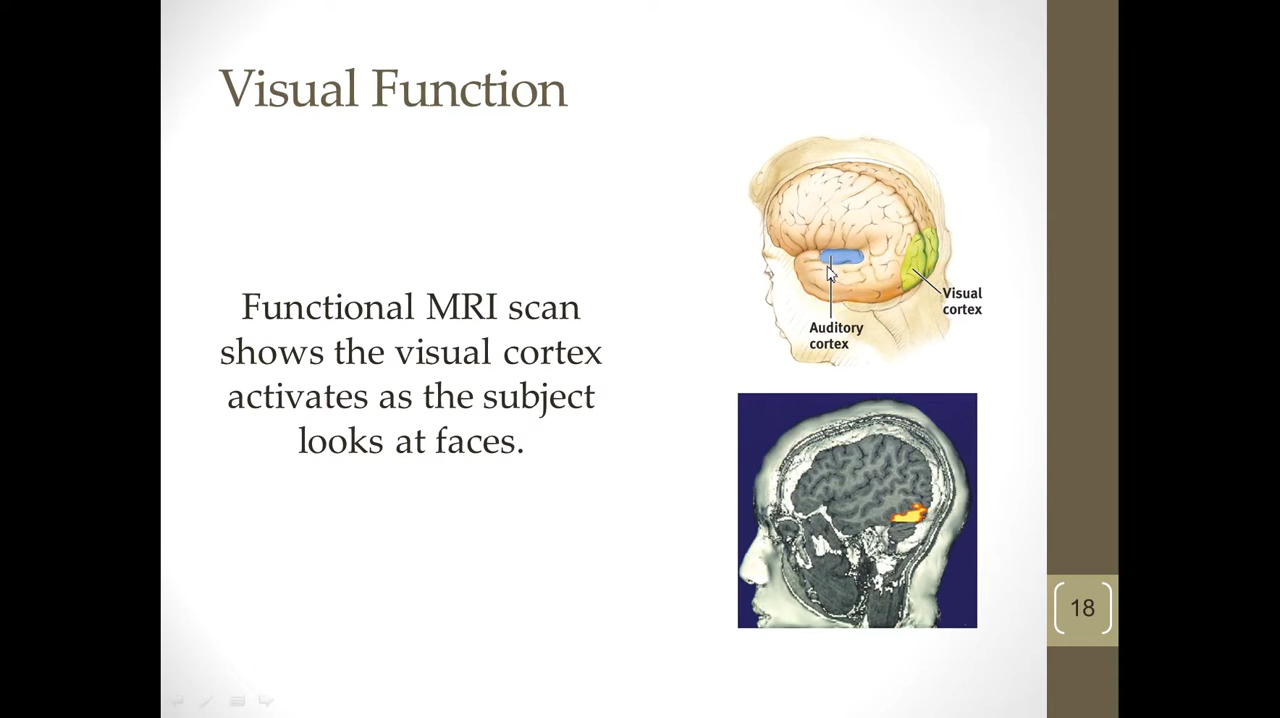 Visual Function
Functional MRI scan
shows the visual cortex
activates as the subject
looks at faces.
Visual
cortex
Auditory
cortex
18